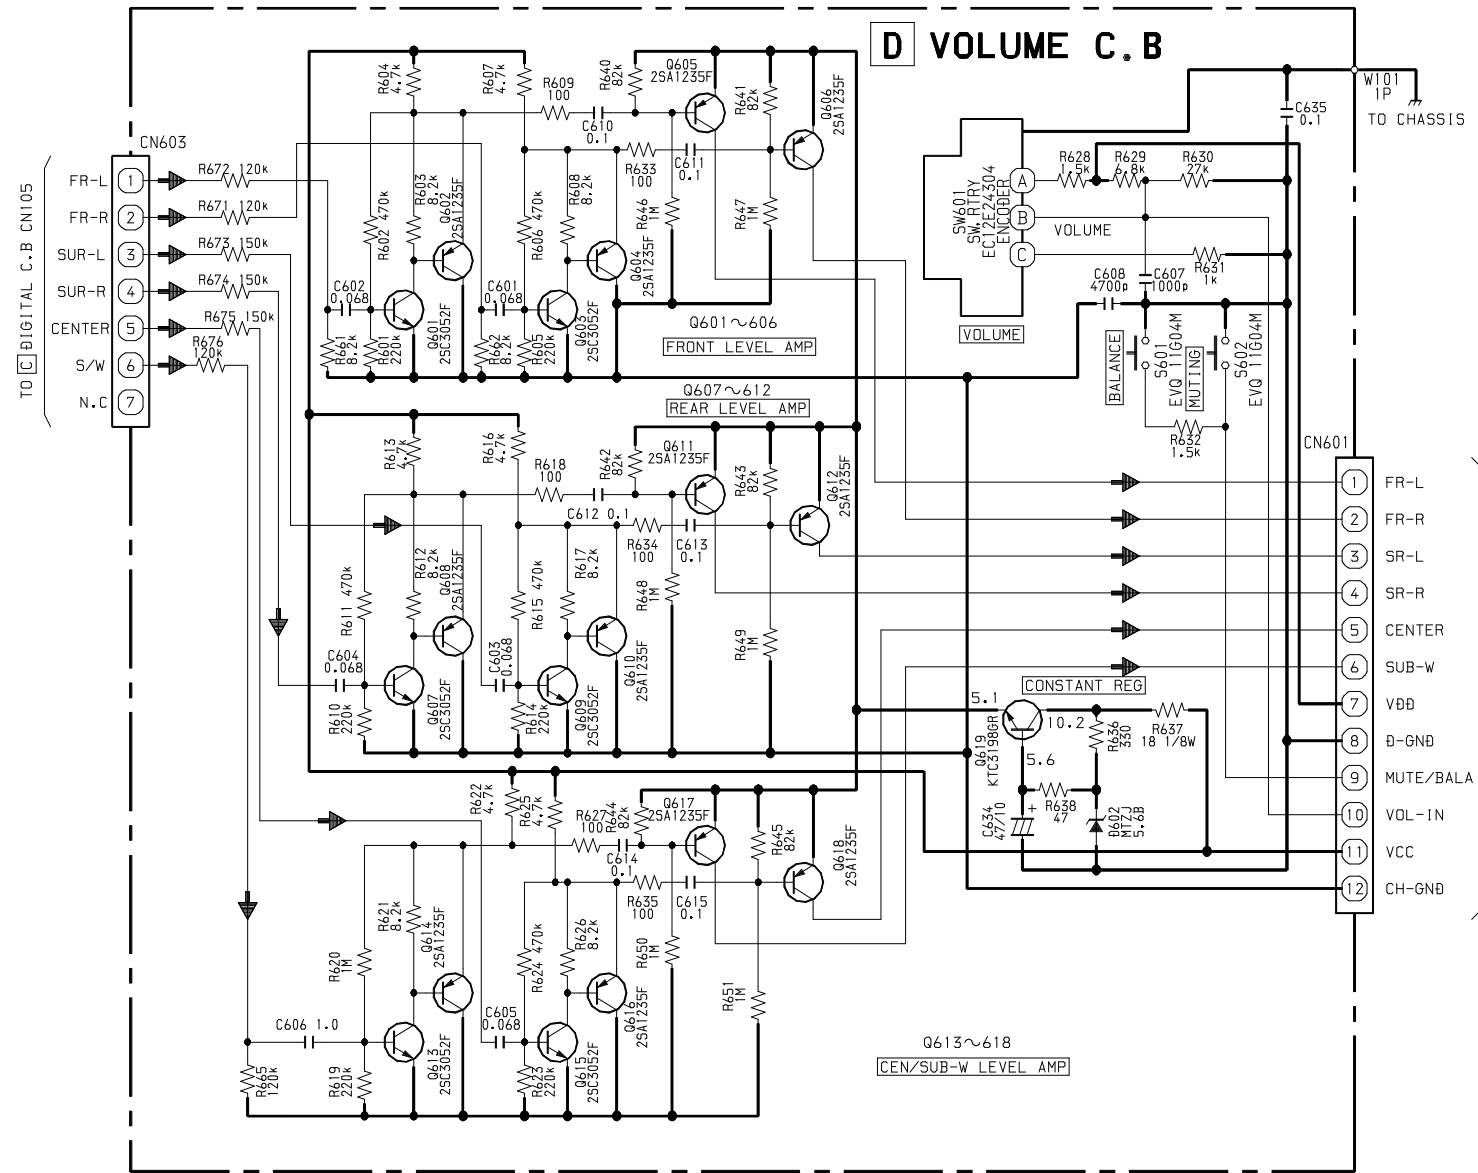 D VOLUME C.B
W101
1P
TO CHASSIS
C635
0.1
CN603
TO C DIGITAL C.B CN105
FR-L 1
FR-R 2
SUR-L 3
SUR-R 4
CENTER 5
S/W 6
N.C 7
R672 120k
R671 120k
R673 150k
R674 150k
R675 150k
R676
120k
R604
4.7k
R607
4.7k
R609
100
R640
82k
C610
0.1
Q605
2SA1235F
R641
82k
Q606
2SA1235F
R602 470k
R603
8.2k
Q602
2SA1235F
R606 470k
R608
8.2k
Q604
2SA1235F
R633
100
C611
0.1
R646
1M
R647
1M
C602
0.068
C601
0.068
R661
8.2k
R601
220k
Q601
2SC3052F
R662
8.2k
R605
220k
Q603
2SC3052F
Q601~606
FRONT LEVEL AMP
SW601
SW,RTRY
EC12E24304
ENCODER
A
B
C
VOLUME
VOLUME
R628
1.5k
R629
6.8k
R630
27k
R631
1k
C608
4700p
C607
1000p
BALANCE
S601
EVQ 11G04M
MUTING
S602
EVQ 11G04M
R632
1.5k
Q607~612
REAR LEVEL AMP
R613
4.7k
R616
4.7k
R618
100
R642
82k
C612 0.1
Q611
2SA1235F
R643
82k
Q612
2SA1235F
R611 470k
R612
8.2k
Q608
2SA1235F
R615 470k
R617
8.2k
Q610
2SA1235F
R634
100
C613
0.1
R648
1M
R649
1M
C604
0.068
C603
0.068
R610
220k
Q607
2SC3052F
R614
220k
Q609
2SC3052F
CN601
1 FR-L
2 FR-R
3 SR-L
4 SR-R
5 CENTER
6 SUB-W
7 VDD
8 D-GND
9 MUTE/BALA
10 VOL-IN
11 VCC
12 CH-GND
CONSTANT REG
5.1
10.2
5.6
Q619
KTC3198GR
R636
330
R637
18 1/8W
R638
47
C634
47/10
+
D602
MTZJ
5.6B
R622
4.7k
R625
4.7k
R627
100
R644
82k
C614
0.1
Q617
2SA1235F
R645
82k
Q618
2SA1235F
R621
8.2k
Q614
2SA1235F
R620
1M
R624 470k
R626
8.2k
Q616
2SA1235F
R635
100
C615
0.1
R650
1M
R651
1M
C606 1.0
C605
0.068
R665
120k
R619
220k
Q613
2SC3052F
R623
220k
Q615
2SC3052F
Q613~618
CEN/SUB-W LEVEL AMP